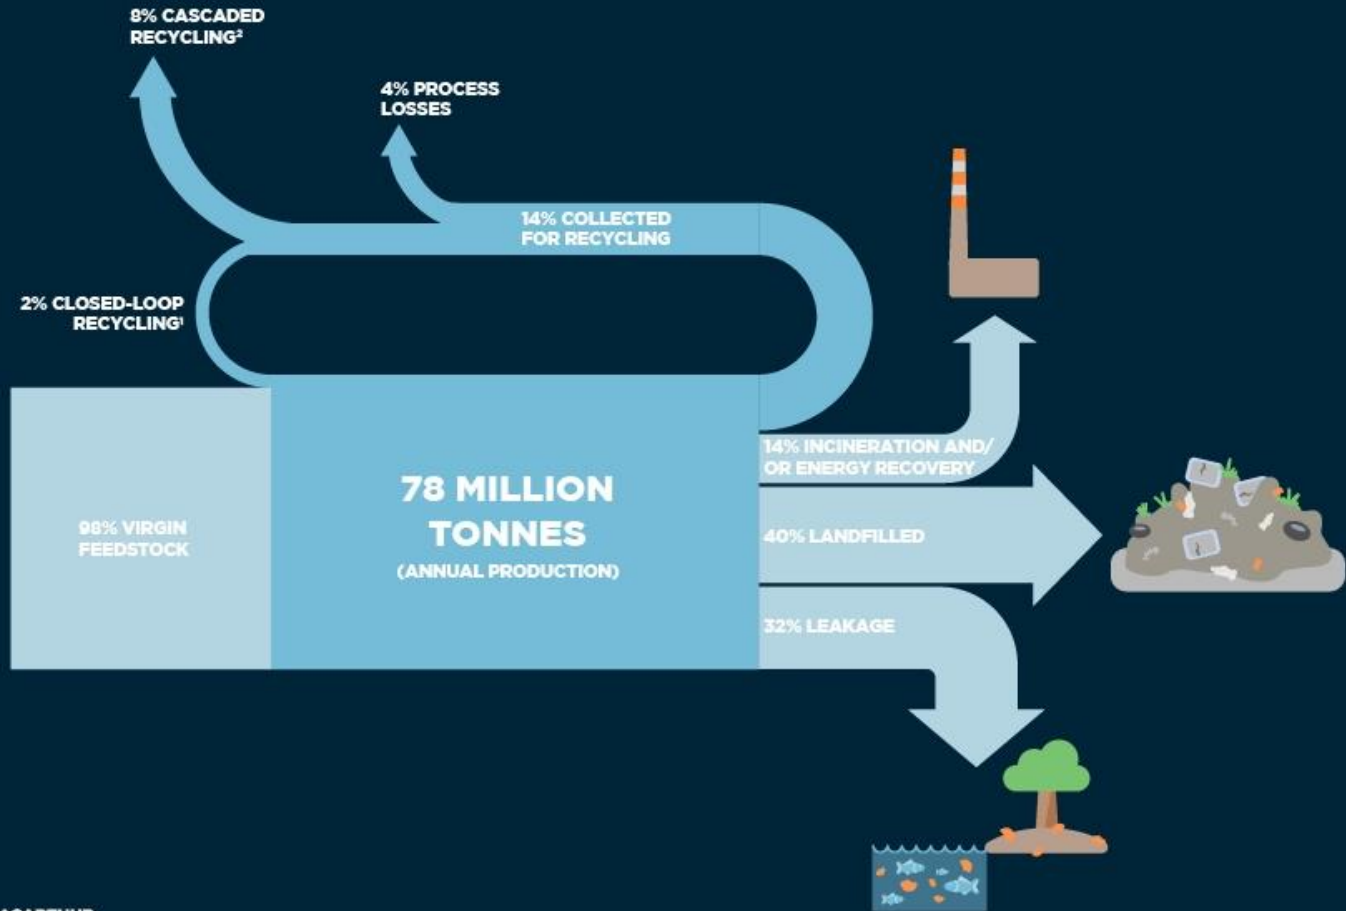 8% CASCADED
RECYCLING²
4% PROCESS
LOSSES
14% COLLECTED
FOR RECYCLING
2% CLOSED-LOOP
RECYCLING¹
98% VIRGIN
FEEDSTOCK
78 MILLION
TONNES
(ANNUAL PRODUCTION)
14% INCINERATION AND/
OR ENERGY RECOVERY
40% LANDFILLED
32% LEAKAGE